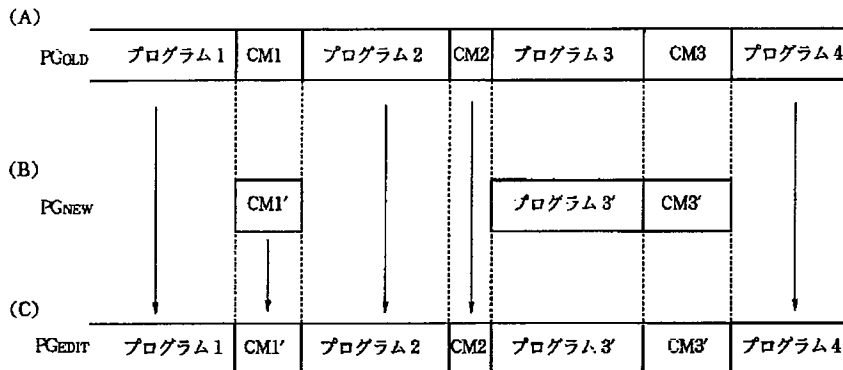 (A)
PGOLD プログラム1 CM1 プログラム2 CM2 プログラム3 CM3 プログラム4
(B)
PGNEW CM1′ プログラム3′ CM3′
(C)
PGEDIT プログラム1 CM1′ プログラム2 CM2 プログラム3′ CM3′ プログラム4